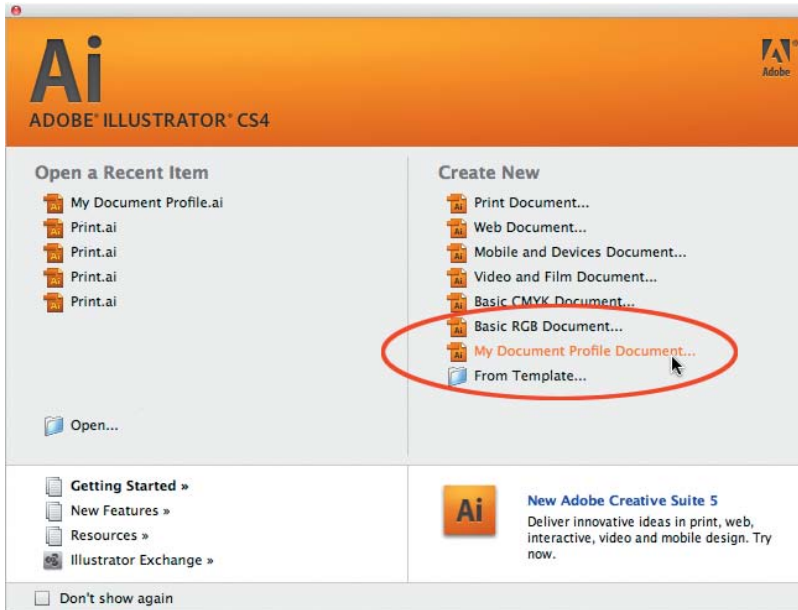 Ai
ADOBE® ILLUSTRATOR® CS4
Adobe®
Open a Recent Item
My Document Profile.ai
Print.ai
Print.ai
Print.ai
Print.ai
Open...
Create New
Print Document...
Web Document...
Mobile and Devices Document...
Video and Film Document...
Basic CMYK Document...
Basic RGB Document...
My Document Profile Document...
From Template...
Getting Started »
New Features »
Resources »
Illustrator Exchange »
Ai
New Adobe Creative Suite 5
Deliver innovative ideas in print, web,
interactive, video and mobile design. Try
now.
Don't show again